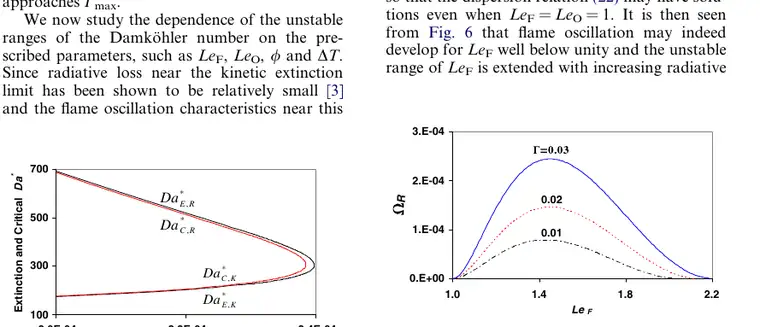 approaches Γmax.
We now study the dependence of the unstable
ranges of the Damköhler number on the pre-
scribed parameters, such as LeF, LeO, ϕ and ΔT.
Since radiative loss near the kinetic extinction
limit has been shown to be relatively small [3]
and the flame oscillation characteristics near this
Extinction and Critical Da*
700
500
300
100
Da*E,R
Da*C,R
Da*C,K
Da*E,K
so that the dispersion relation (22) may have solu-
tions even when LeF = LeO = 1. It is then seen
from Fig. 6 that flame oscillation may indeed
develop for LeF well below unity and the unstable
range of LeF is extended with increasing radiative
ΩR
3.E-04
2.E-04
1.E-04
0.E+00
Γ=0.03
0.02
0.01
1.0 1.4 1.8 2.2
LeF